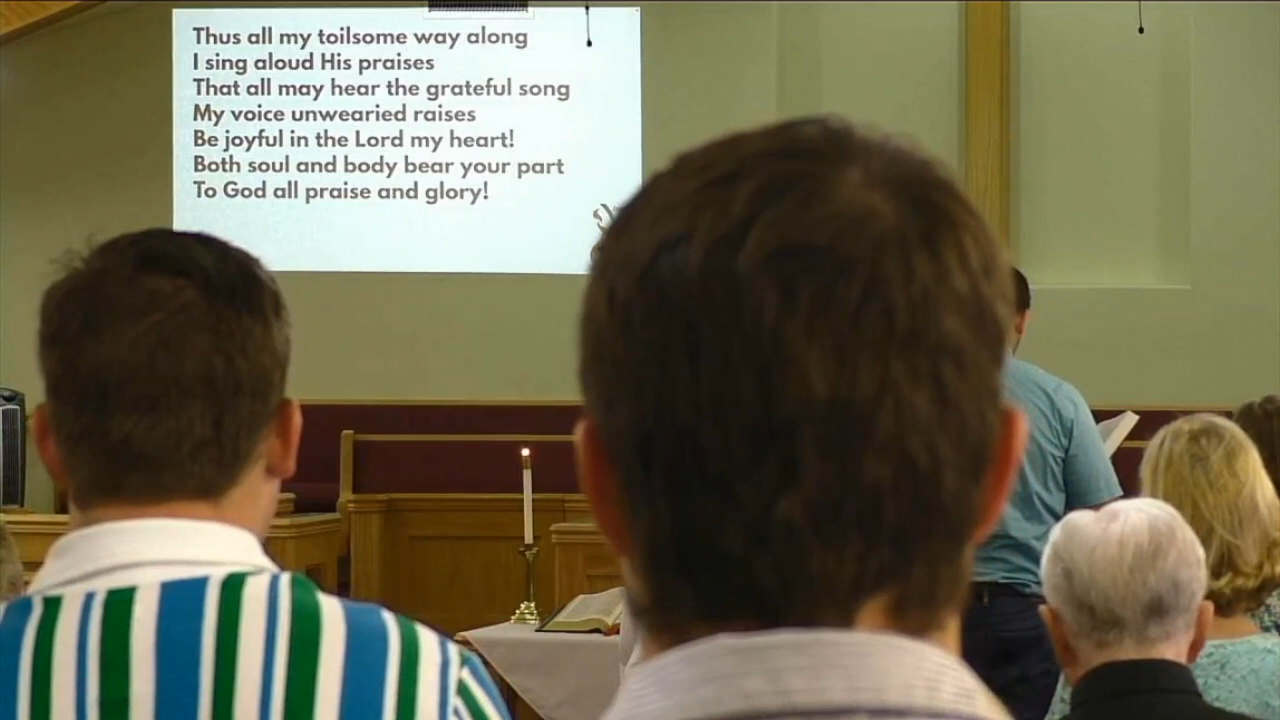 Thus all my toilsome way along
I sing aloud His praises
That all may hear the grateful song
My voice unwearied raises
Be joyful in the Lord my heart!
Both soul and body bear your part
To God all praise and glory!